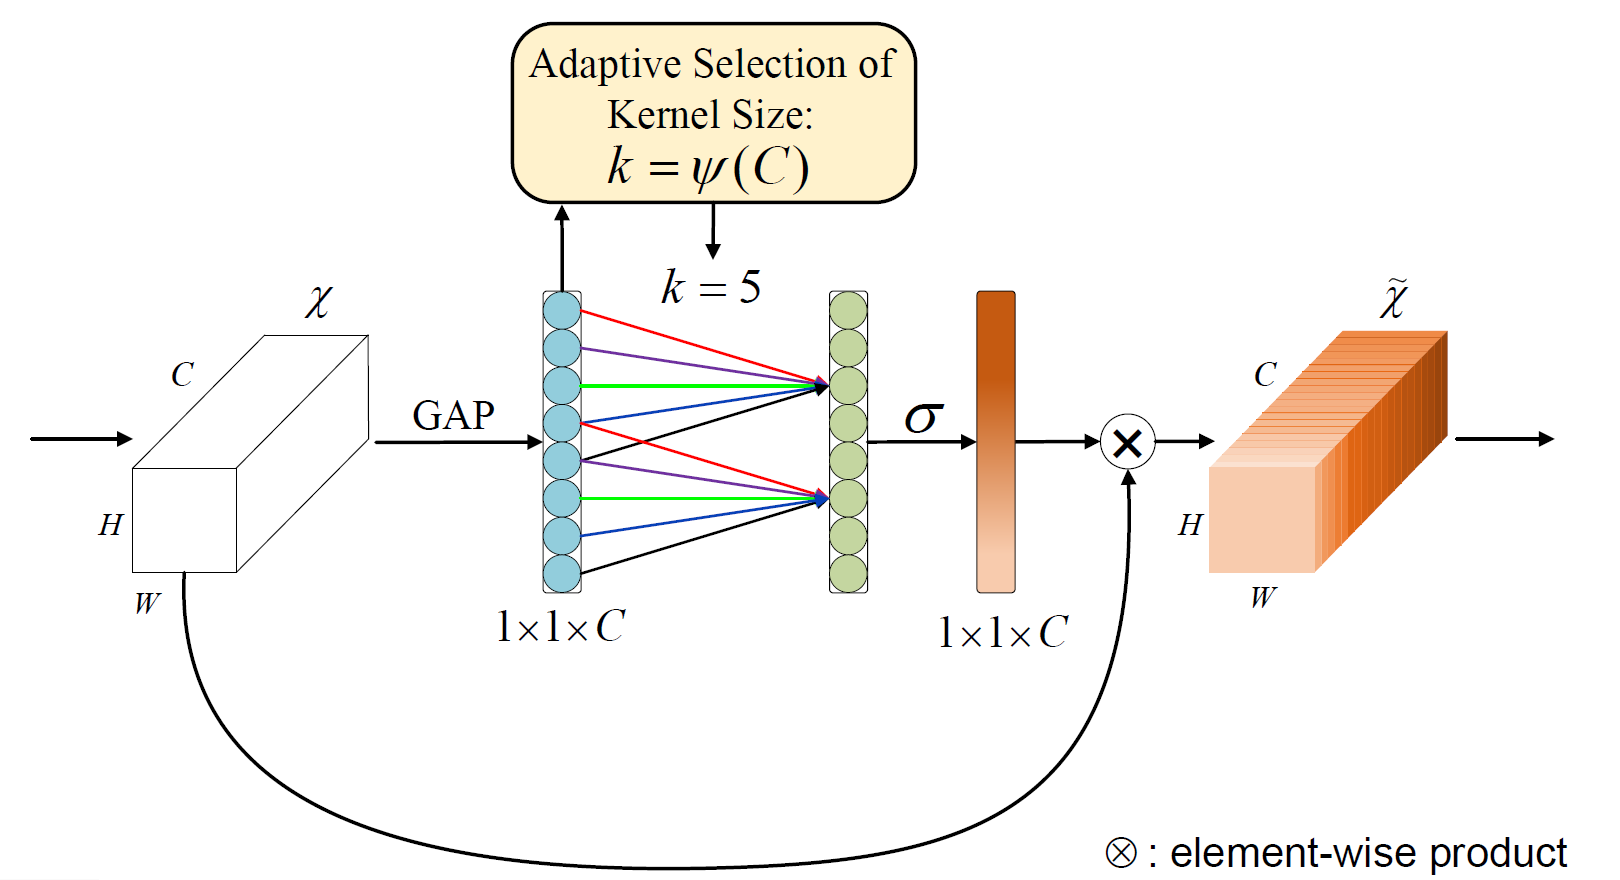 Adaptive Selection of
Kernel Size:
k = ψ(C)
k = 5
χ
C
H
W
GAP
1×1×C
σ
1×1×C
χ̃
C
H
W
⊗ : element-wise product